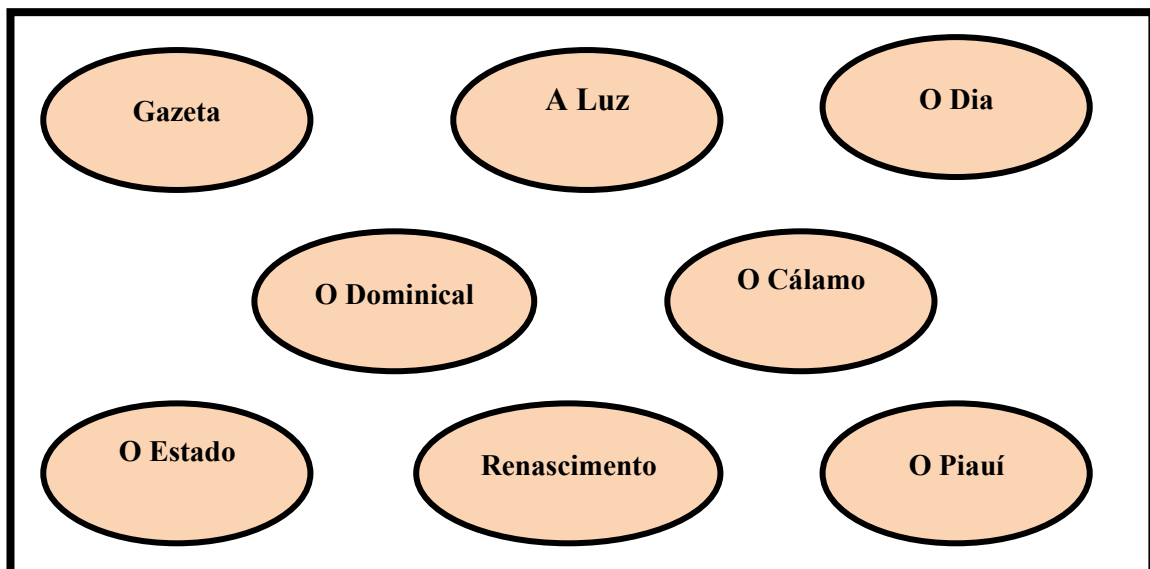 Gazeta
A Luz
O Dia
O Dominical
O Cálamo
O Estado
Renascimento
O Piauí